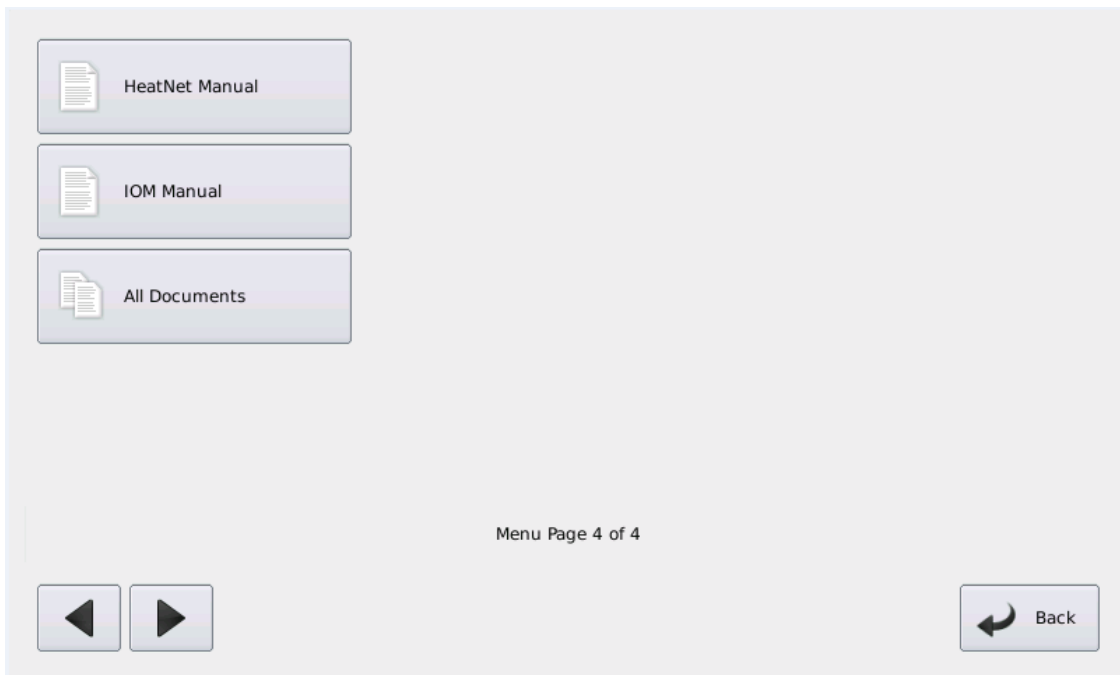 HeatNet Manual
IOM Manual
All Documents
Menu Page 4 of 4
Back